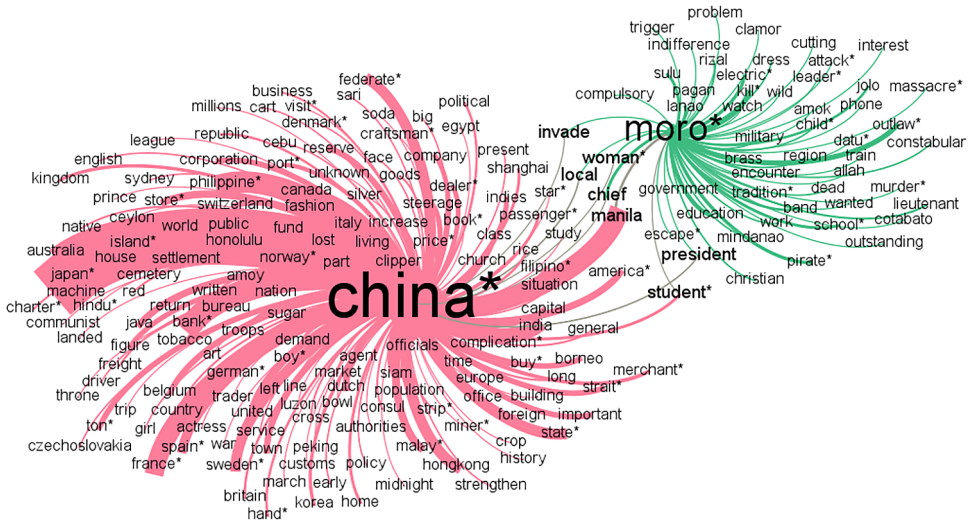 problem
trigger
clamor
indifference
cutting
interest
rizal
dress
attack*
sulu
electric*
leader*
federate*
pagan
kill*
wild
jolo
massacre*
business
sari
compulsory
lanao
watch
amok
phone
millions
cart
visit*
soda
big
political
denmark*
craftsman*
egypt
invade
moro*
military
child*
outlaw*
league
republic
cebu
reserve
datu*
constabular
english
corporation
port*
face
company
present
woman*
brass
region
train
unknown
goods
shanghai
local
encounter
allah
kingdom
sydney
philippine*
canada
silver
dealer*
star*
chief
government
tradition*
dead
murder*
prince
store*
switzerland
fashion
steerage
indies
wanted
lieutenant
ceylon
book*
passenger*
manila
education
band
native
world
public
fund
italy
increase
class
study
work
school*
cotabato
island*
honolulu
lost
living
price*
escape*
mindanao
outstanding
australia
house
settlement
norway*
part
clipper
church
rice
filipino*
president
pirate*
japan*
cemetery
amoy
america*
christian
machine
red
written
nation
china*
situation
student*
charter*
hindu*
return
bureau
sugar
capital
communist
java
bank*
troops
india
general
landed
figure
tobacco
demand
officials
complication*
freight
art
boy*
agent
time
buy*
borneo
driver
german*
market
siam
europe
long
merchant*
throne
belgium
trader
left
line
dutch
population
office
building
strait*
trip
country
united
luzon
bowl
consul
strip*
foreign
important
ton*
girl
actress
service
cross
authorities
miner*
state*
czechoslovakia
spain*
war
town
peking
malay*
crop
france*
sweden*
customs
policy
hongkong
history
march
early
midnight
strengthen
britain
korea
home
hand*